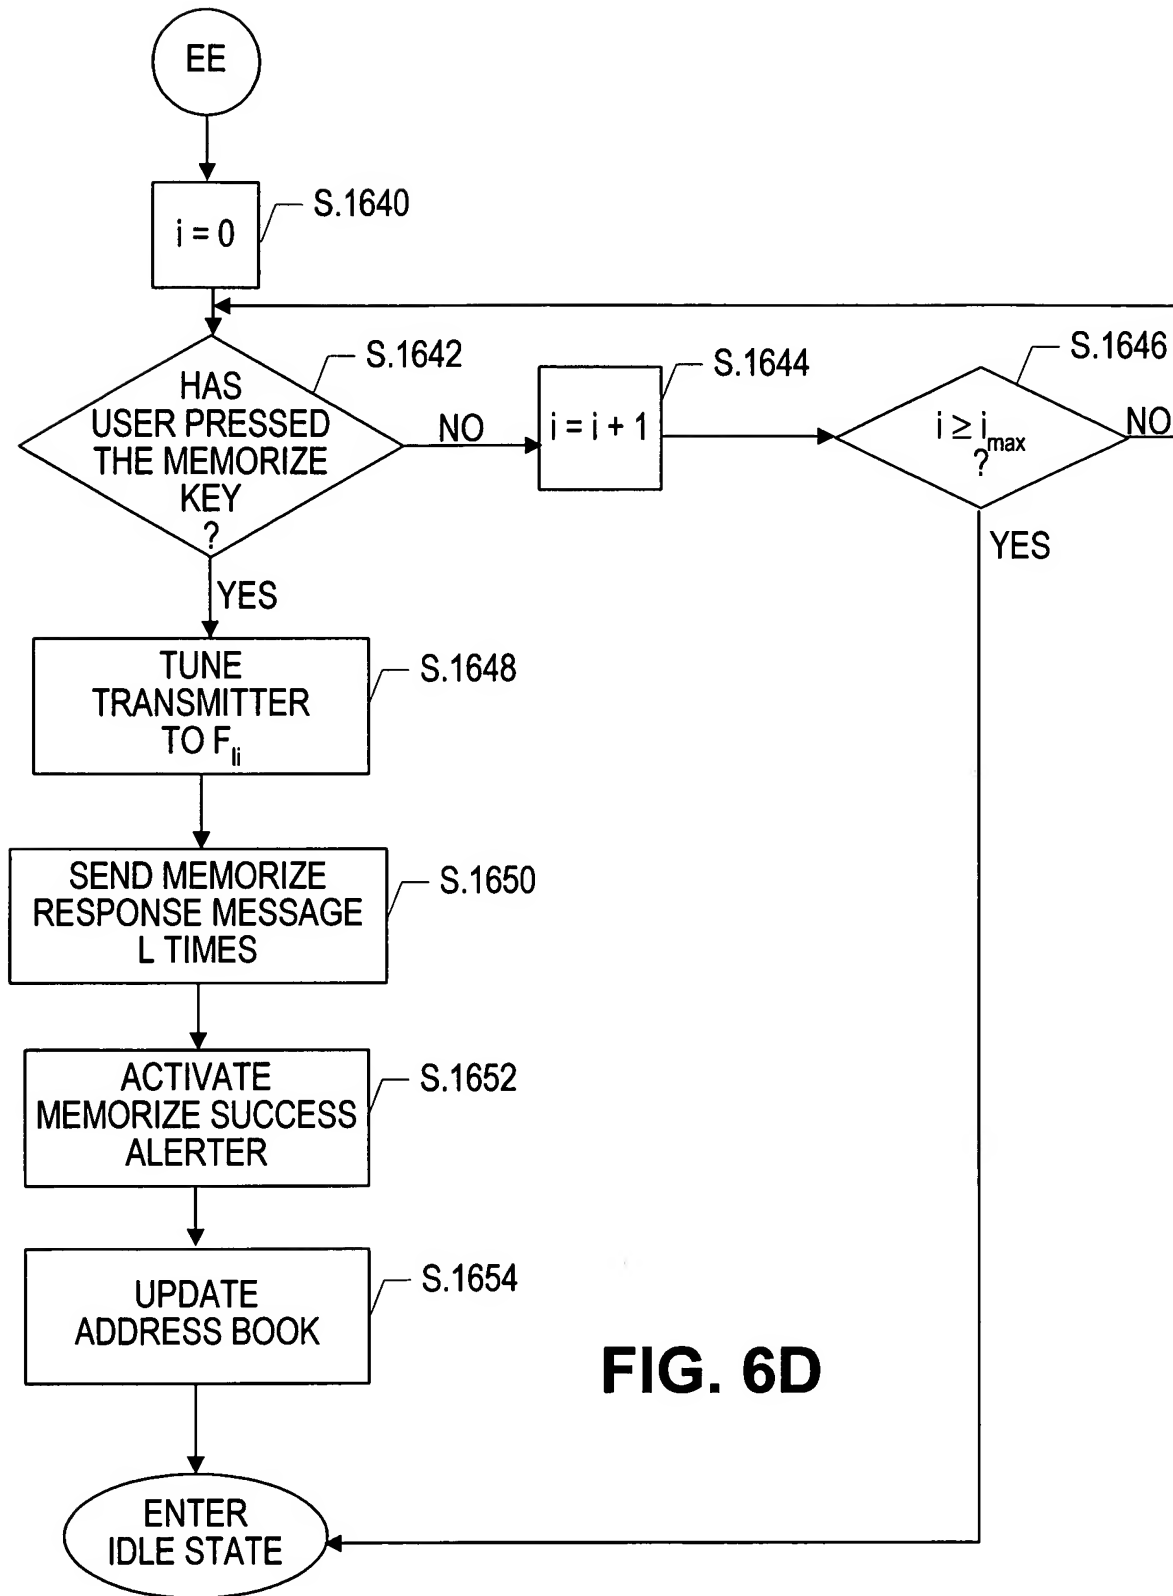 EE
i = 0
S.1640
HAS
USER PRESSED
THE MEMORIZE
KEY
?
S.1642
NO
i = i + 1
S.1644
i ≥ imax
?
S.1646
NO
YES
YES
TUNE
TRANSMITTER
TO Fli
S.1648
SEND MEMORIZE
RESPONSE MESSAGE
L TIMES
S.1650
ACTIVATE
MEMORIZE SUCCESS
ALERTER
S.1652
UPDATE
ADDRESS BOOK
S.1654
FIG. 6D
ENTER
IDLE STATE